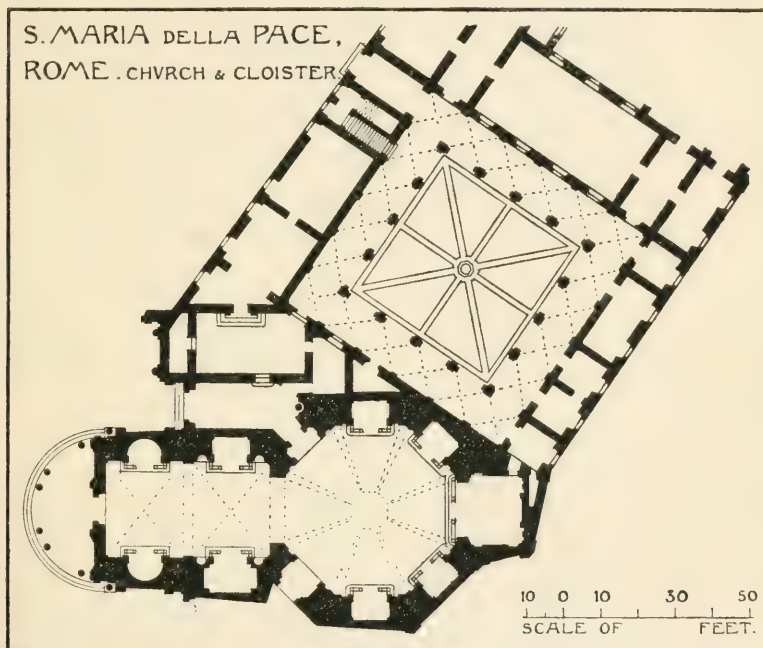 S. MARIA DELLA PACE,
ROME. CHVRCH & CLOISTER.
10 0 10 30 50
SCALE OF FEET.